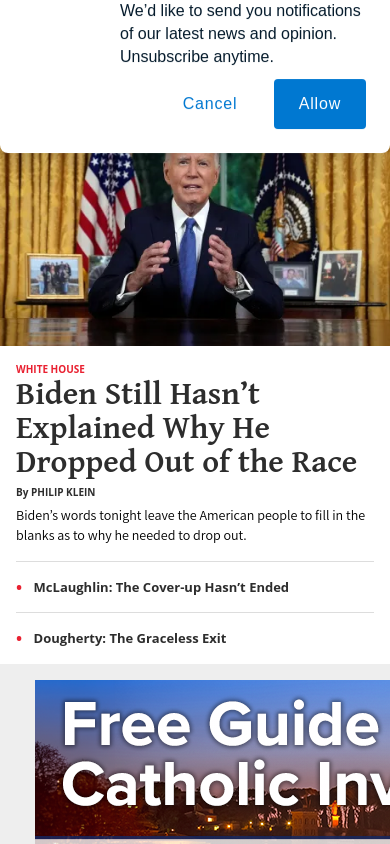 We'd like to send you notifications
of our latest news and opinion.
Unsubscribe anytime.
Cancel
Allow
WHITE HOUSE
Biden Still Hasn't
Explained Why He
Dropped Out of the Race
By PHILIP KLEIN
Biden's words tonight leave the American people to fill in the
blanks as to why he needed to drop out.
• McLaughlin: The Cover-up Hasn't Ended
• Dougherty: The Graceless Exit
Free Guide
Catholic Inv